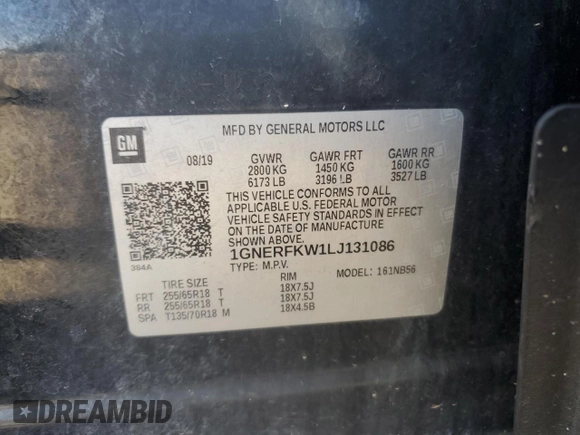 GM
MFD BY GENERAL MOTORS LLC
08/19 GVWR GAWR FRT GAWR RR
2800 KG 1450 KG 1600 KG
6173 LB 3196 LB 3527 LB
THIS VEHICLE CONFORMS TO ALL
APPLICABLE U.S. FEDERAL MOTOR
VEHICLE SAFETY STANDARDS IN EFFECT
ON THE DATE OF MANUFACTURE
SHOWN ABOVE.
1GNERFKW1LJ131086
384A TYPE: M.P.V. MODEL: 161NB56
TIRE SIZE RIM
FRT 255/65R18 T 18X7.5J
RR 255/65R18 T 18X7.5J
SPA T135/70R18 M 18X4.5B
DREAMBID